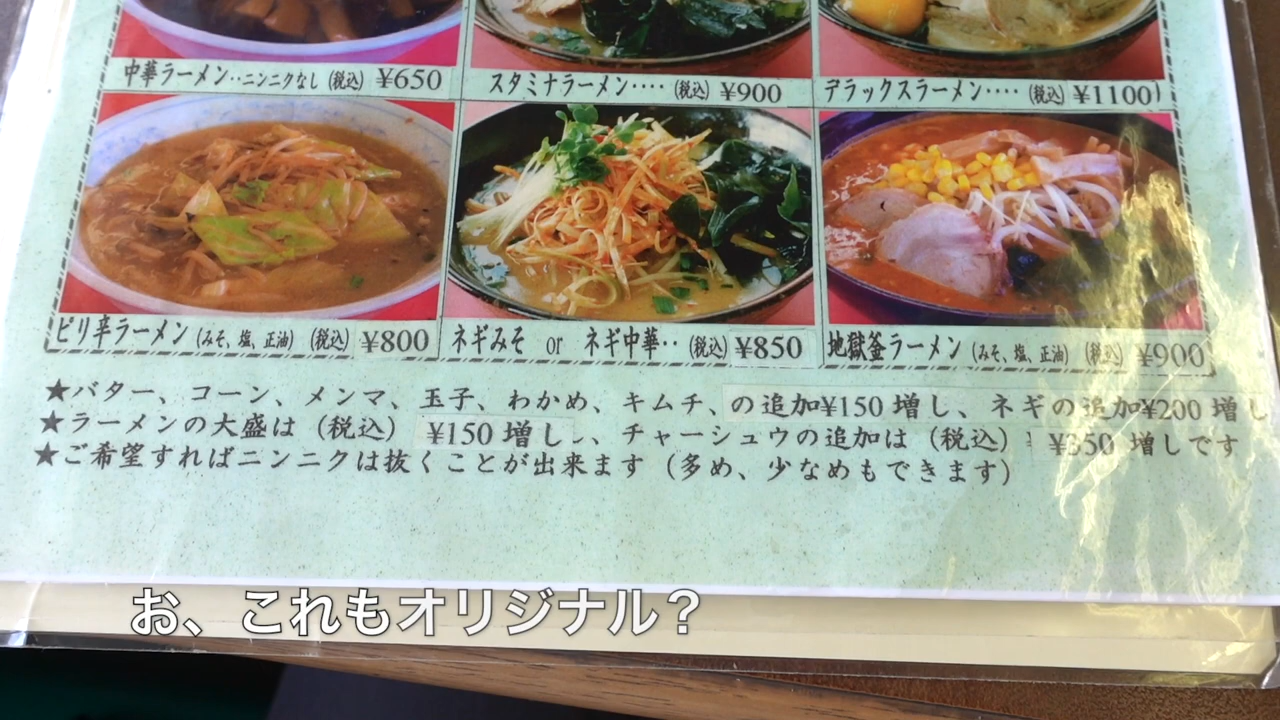 中華ラーメン‥ニンニクなし(税込) ¥650
スタミナラーメン‥‥(税込) ¥900
デラックスラーメン‥‥(税込) ¥1100
ピリ辛ラーメン(みそ、塩、正油)(税込) ¥800
ネギみそ or ネギ中華‥(税込) ¥850
地獄釜ラーメン(みそ、塩、正油)(税込) ¥900
★バター、コーン、メンマ、玉子、わかめ、キムチ、の追加¥150 増し、ネギの追加¥200 増し
★ラーメンの大盛は(税込) ¥150 増し、チャーシュウの追加は(税込) ¥350 増しです
★ご希望すればニンニクは抜くことが出来ます(多め、少なめもできます)
お、これもオリジナル?